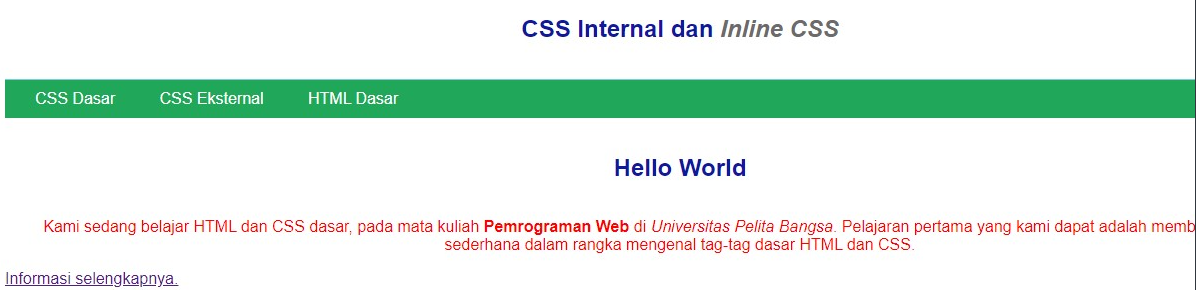 CSS Internal dan Inline CSS
CSS Dasar CSS Eksternal HTML Dasar
Hello World
Kami sedang belajar HTML dan CSS dasar, pada mata kuliah Pemrograman Web di Universitas Pelita Bangsa. Pelajaran pertama yang kami dapat adalah memb
sederhana dalam rangka mengenal tag-tag dasar HTML dan CSS.
Informasi selengkapnya.